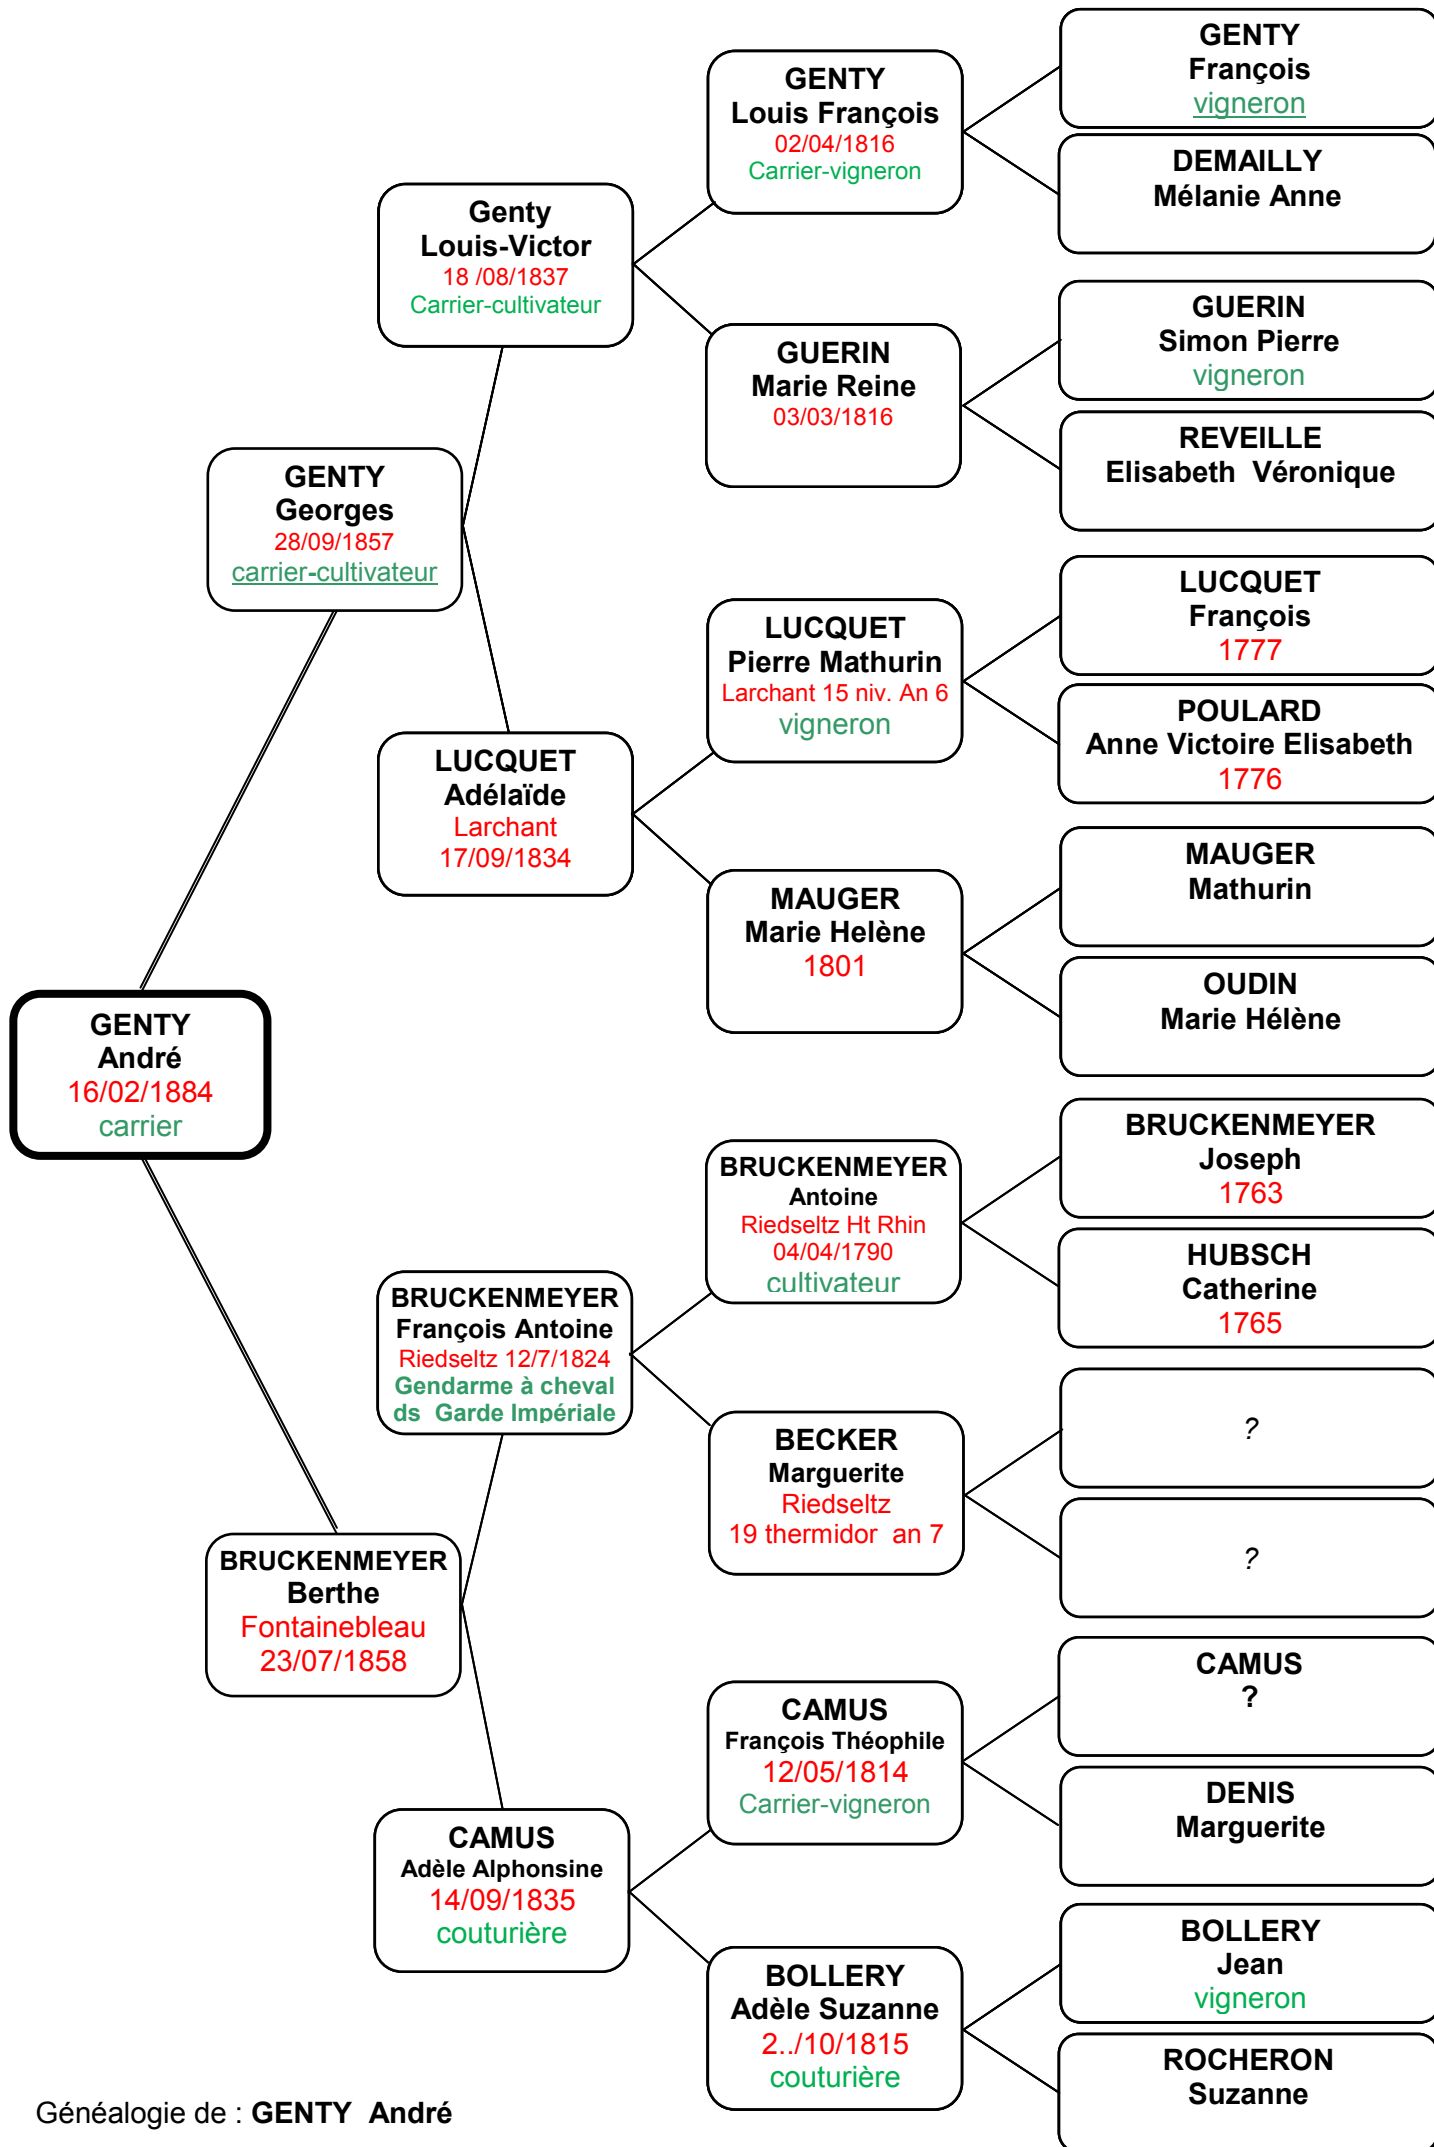 GENTY
François
vigneron
GENTY
Louis François
02/04/1816
Carrier-vigneron
DEMAILLY
Mélanie Anne
Genty
Louis-Victor
18 /08/1837
Carrier-cultivateur
GUERIN
Simon Pierre
vigneron
GUERIN
Marie Reine
03/03/1816
REVEILLE
Elisabeth  Véronique
GENTY
Georges
28/09/1857
carrier-cultivateur
LUCQUET
François
1777
LUCQUET
Pierre Mathurin
Larchant 15 niv. An 6
vigneron
POULARD
Anne Victoire Elisabeth
1776
LUCQUET
Adélaïde
Larchant
17/09/1834
MAUGER
Mathurin
MAUGER
Marie Helène
1801
OUDIN
Marie Hélène
GENTY
André
16/02/1884
carrier
BRUCKENMEYER
Joseph
1763
BRUCKENMEYER
Antoine
Riedseltz Ht Rhin
04/04/1790
cultivateur
HUBSCH
Catherine
1765
BRUCKENMEYER
François Antoine
Riedseltz 12/7/1824
Gendarme à cheval
ds  Garde Impériale
?
BECKER
Marguerite
Riedseltz
19 thermidor  an 7
?
BRUCKENMEYER
Berthe
Fontainebleau
23/07/1858
CAMUS
?
CAMUS
François Théophile
12/05/1814
Carrier-vigneron
DENIS
Marguerite
CAMUS
Adèle Alphonsine
14/09/1835
couturière
BOLLERY
Jean
vigneron
BOLLERY
Adèle Suzanne
2../10/1815
couturière
ROCHERON
Suzanne
Généalogie de : GENTY  André